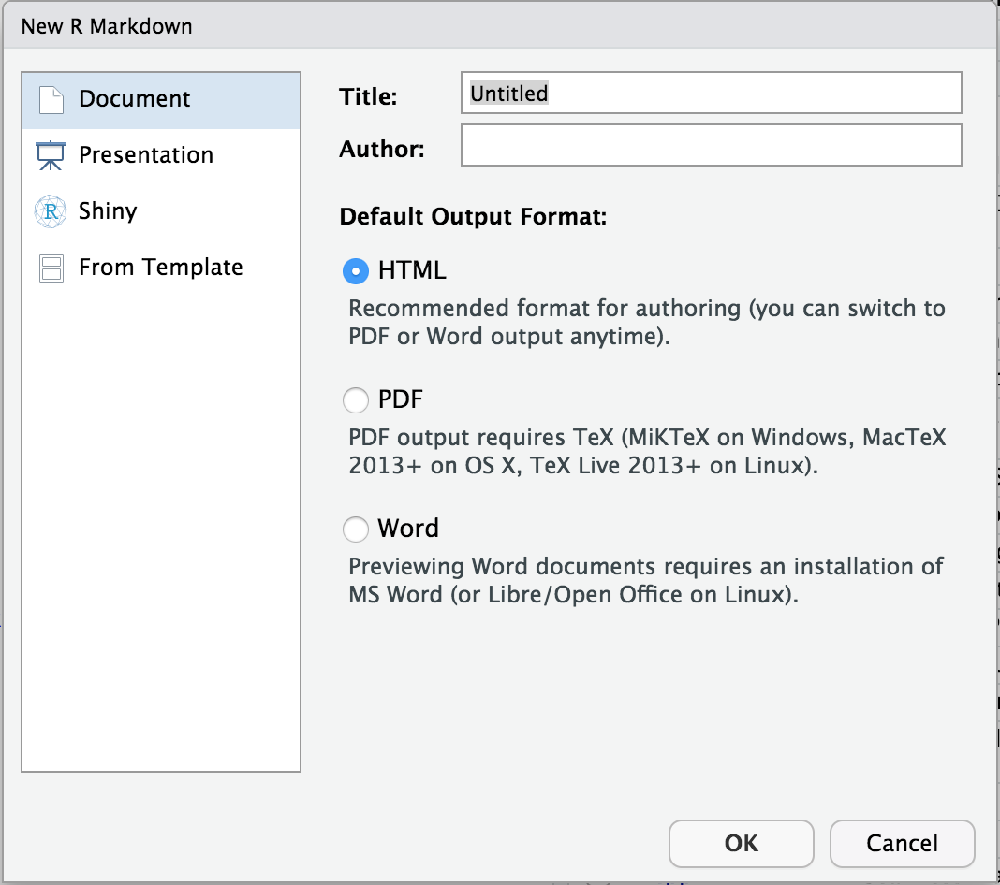 New R Markdown
Document
Presentation
R Shiny
From Template
Title: Untitled
Author:
Default Output Format:
HTML
Recommended format for authoring (you can switch to
PDF or Word output anytime).
PDF
PDF output requires TeX (MiKTeX on Windows, MacTeX
2013+ on OS X, TeX Live 2013+ on Linux).
Word
Previewing Word documents requires an installation of
MS Word (or Libre/Open Office on Linux).
OK Cancel